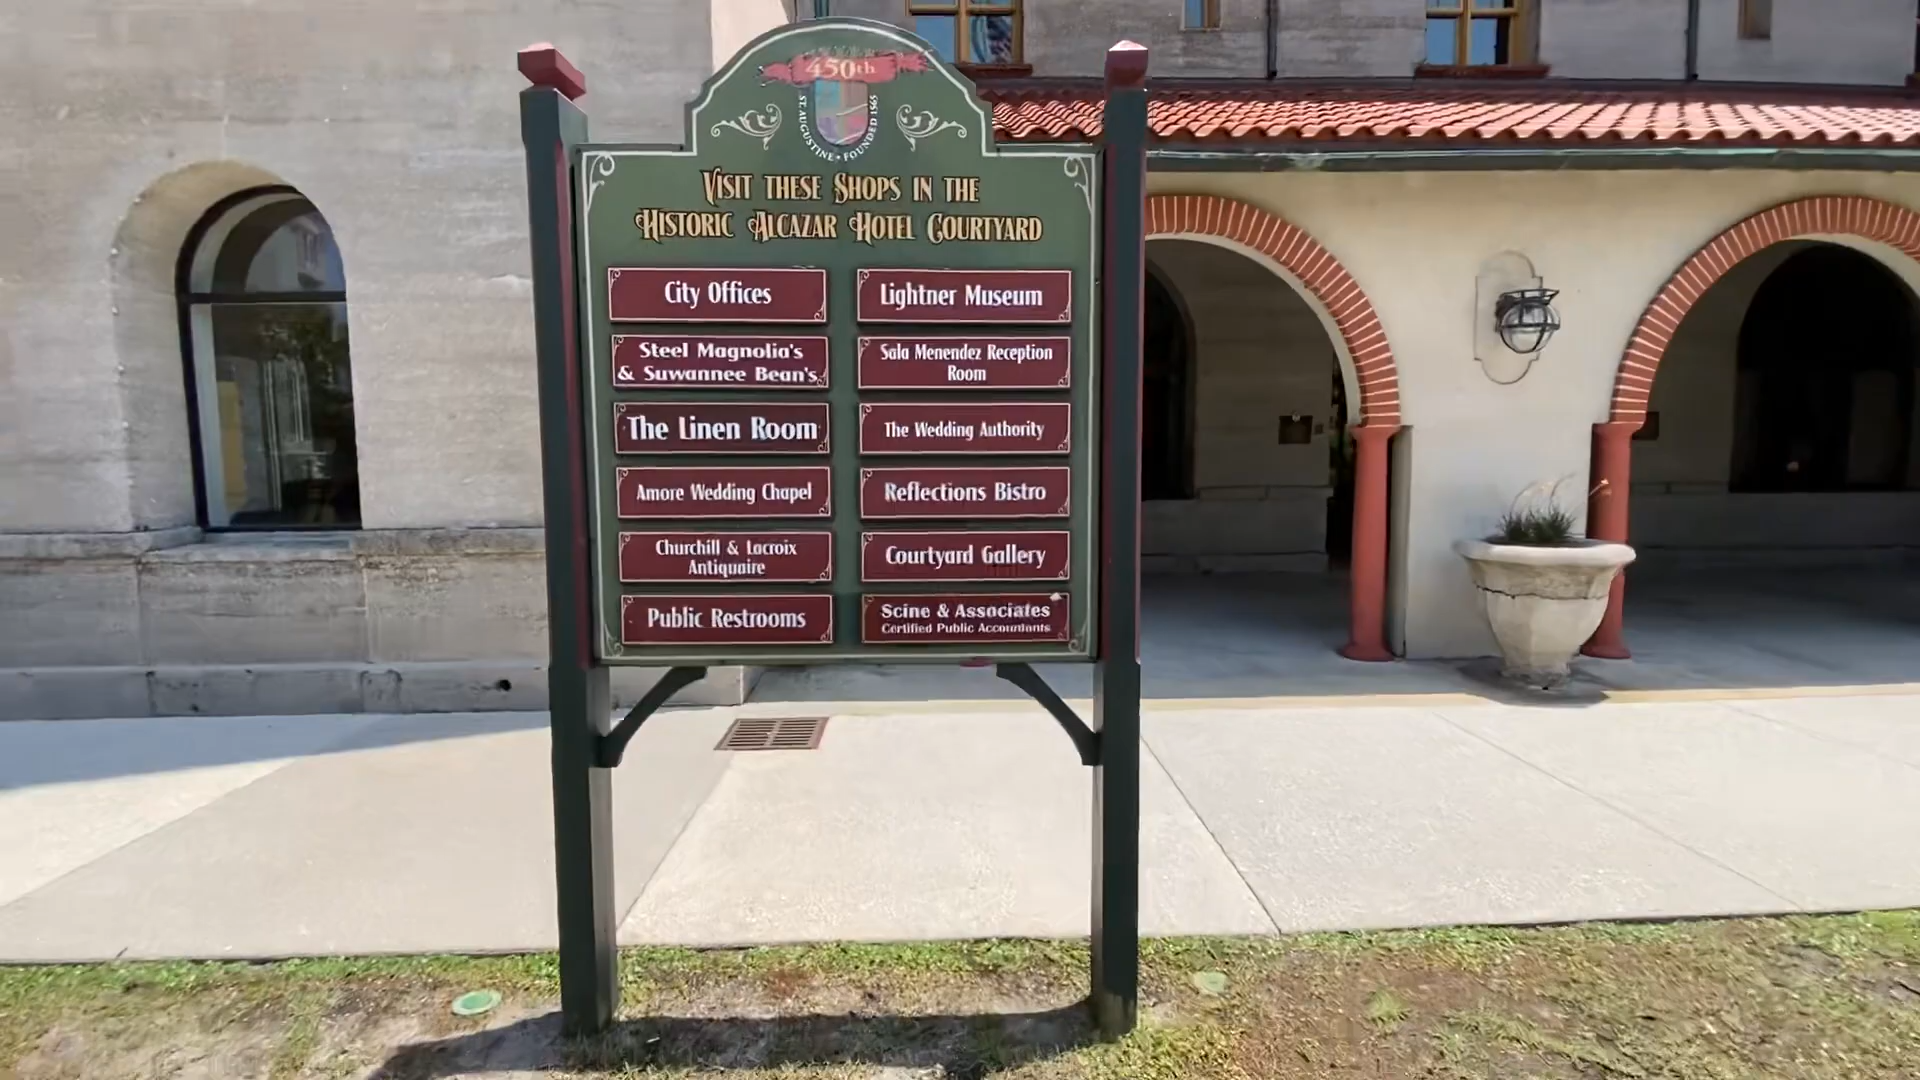 450th
ST. AUGUSTINE • FOUNDED 1565
VISIT THESE SHOPS IN THE
HISTORIC ALCAZAR HOTEL COURTYARD
City Offices
Steel Magnolia's
& Suwannee Bean's
The Linen Room
Amore Wedding Chapel
Churchill & Lacroix
Antiquaire
Public Restrooms
Lightner Museum
Sala Menendez Reception
Room
The Wedding Authority
Reflections Bistro
Courtyard Gallery
Scine & Associates
Certified Public Accountants